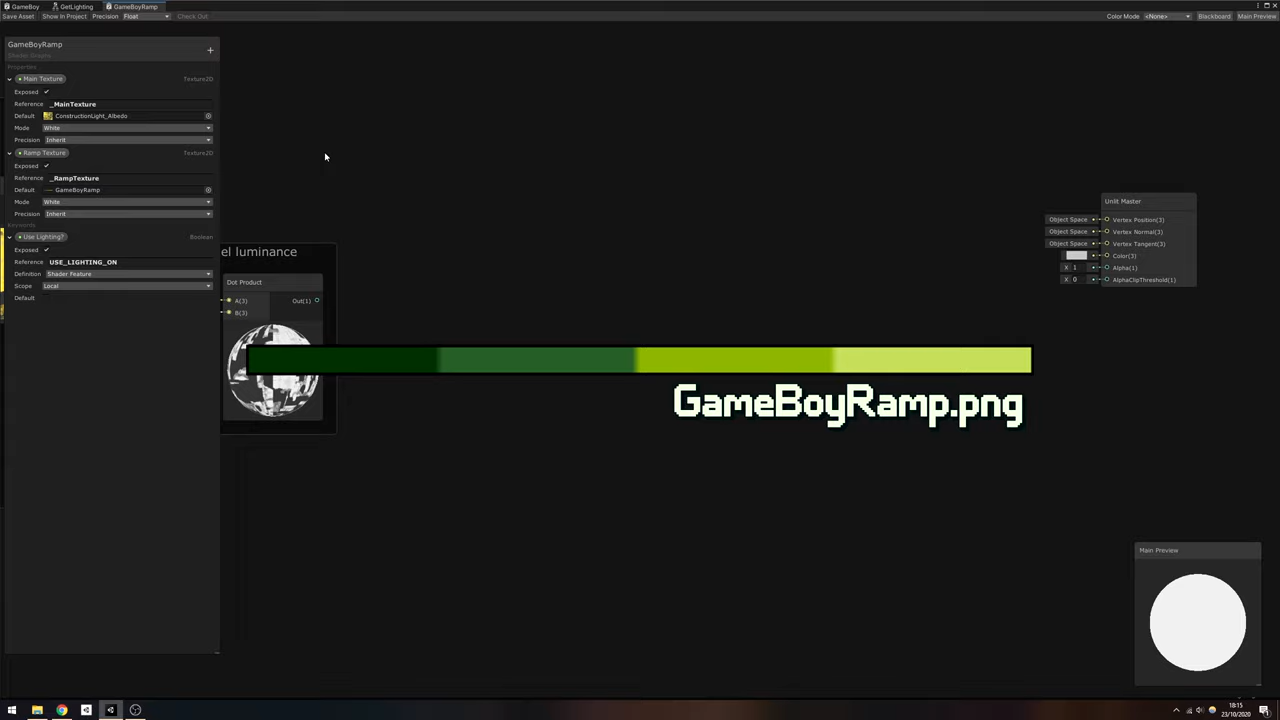 GameBoy
GetLighting
GameBoyRamp
Save Asset
Show In Project
Precision
Float
Check Out
Color Mode
<None>
Blackboard
Main Preview
GameBoyRamp
Shader Graphs
Properties
Main Texture
Texture2D
Exposed
Reference
_MainTexture
Default
ConstructionLight_Albedo
Mode
White
Precision
Inherit
Ramp Texture
Texture2D
Exposed
Reference
_RampTexture
Default
GameBoyRamp
Mode
White
Precision
Inherit
Keywords
Use Lighting?
Boolean
Exposed
Reference
USE_LIGHTING_ON
Definition
Shader Feature
Scope
Local
Default
el luminance
Dot Product
A(3)
Out(1)
B(3)
GameBoyRamp.png
Unlit Master
Object Space
Vertex Position(3)
Object Space
Vertex Normal(3)
Object Space
Vertex Tangent(3)
Color(3)
X 1
Alpha(1)
X 0
AlphaClipThreshold(1)
Main Preview
18:15
23/10/2020